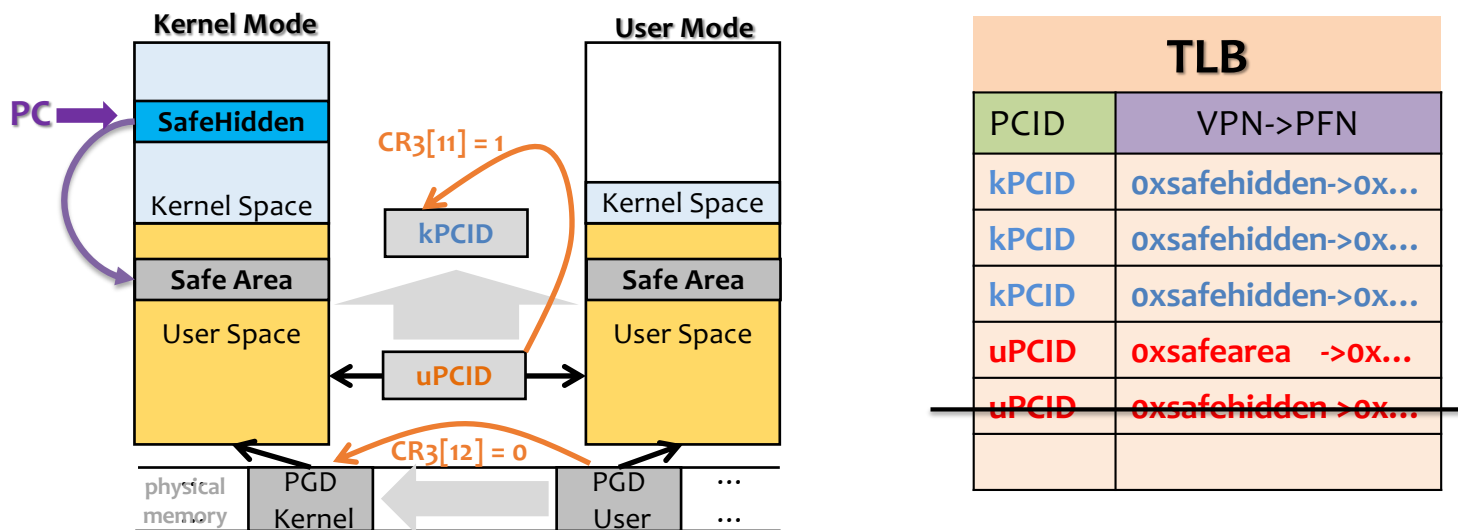 Kernel Mode
User Mode
PC
SafeHidden
Kernel Space
Safe Area
User Space
CR3[11] = 1
kPCID
uPCID
Kernel Space
Safe Area
User Space
CR3[12] = 0
physical
memory
...
...
PGD
Kernel
PGD
User
...
...
TLB
PCID VPN->PFN
kPCID 0xsafehidden->0x...
kPCID 0xsafehidden->0x...
kPCID 0xsafehidden->0x...
uPCID 0xsafearea ->0x...
uPCID 0xsafehidden->0x...